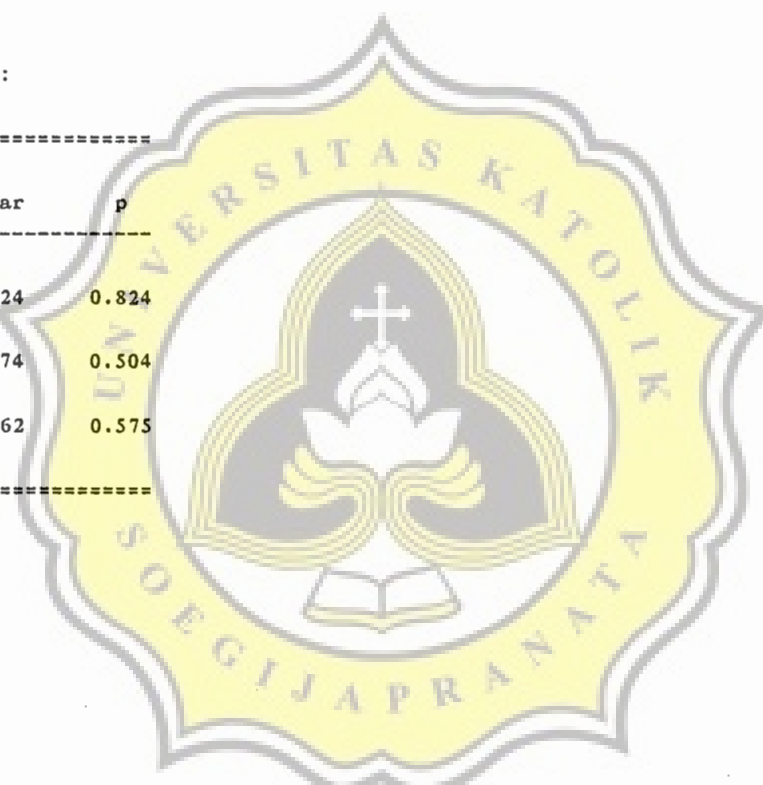 :
====================
ar p
--------------------
24 0.824
74 0.504
62 0.575
====================
UNIVERSITAS KATOLIK
SOEGIJAPRANATA